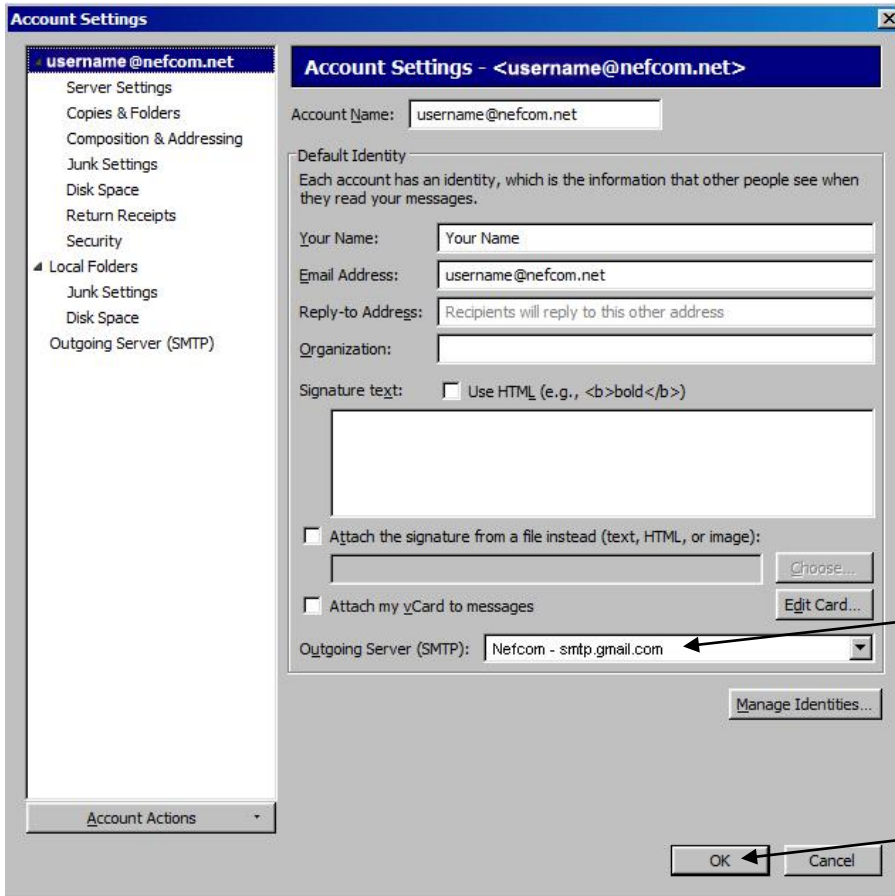 Account Settings
username@nefcom.net
Server Settings
Copies & Folders
Composition & Addressing
Junk Settings
Disk Space
Return Receipts
Security
Local Folders
Junk Settings
Disk Space
Outgoing Server (SMTP)
Account Actions
Account Settings - <username@nefcom.net>
Account Name: username@nefcom.net
Default Identity
Each account has an identity, which is the information that other people see when
they read your messages.
Your Name: Your Name
Email Address: username@nefcom.net
Reply-to Address: Recipients will reply to this other address
Organization:
Signature text: Use HTML (e.g., <b>bold</b>)
Attach the signature from a file instead (text, HTML, or image):
Choose...
Attach my vCard to messages Edit Card...
Outgoing Server (SMTP): Nefcom - smtp.gmail.com
Manage Identities...
OK Cancel